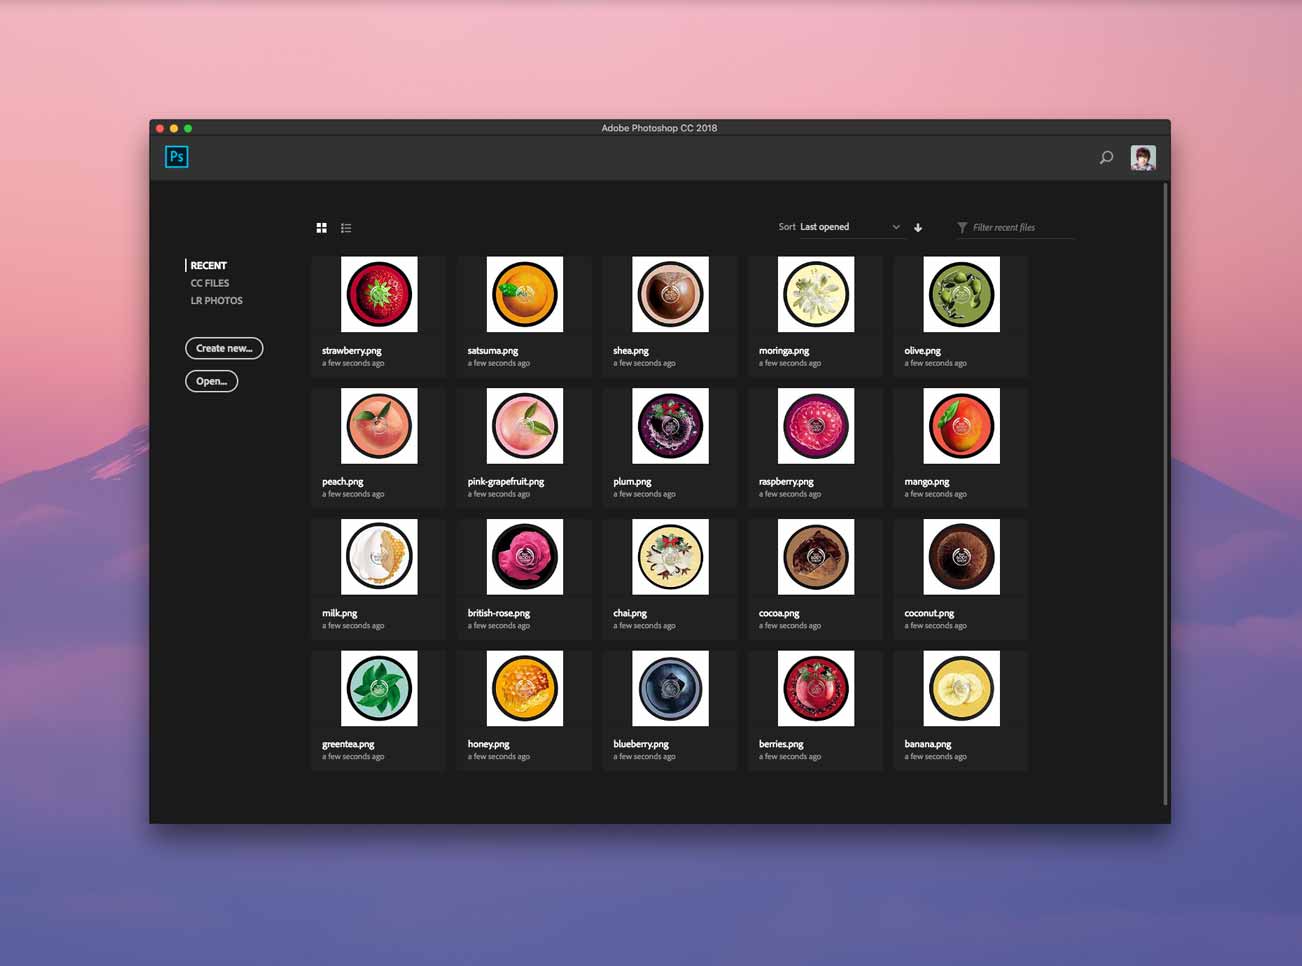 Adobe Photoshop CC 2018
Ps
Sort Last opened
Filter recent files
RECENT
CC FILES
LR PHOTOS
Create new...
Open...
strawberry.png
a few seconds ago
satsuma.png
a few seconds ago
shea.png
a few seconds ago
moringa.png
a few seconds ago
olive.png
a few seconds ago
peach.png
a few seconds ago
pink-grapefruit.png
a few seconds ago
plum.png
a few seconds ago
raspberry.png
a few seconds ago
mango.png
a few seconds ago
milk.png
a few seconds ago
british-rose.png
a few seconds ago
chai.png
a few seconds ago
cocoa.png
a few seconds ago
coconut.png
a few seconds ago
greentea.png
a few seconds ago
honey.png
a few seconds ago
blueberry.png
a few seconds ago
berries.png
a few seconds ago
banana.png
a few seconds ago